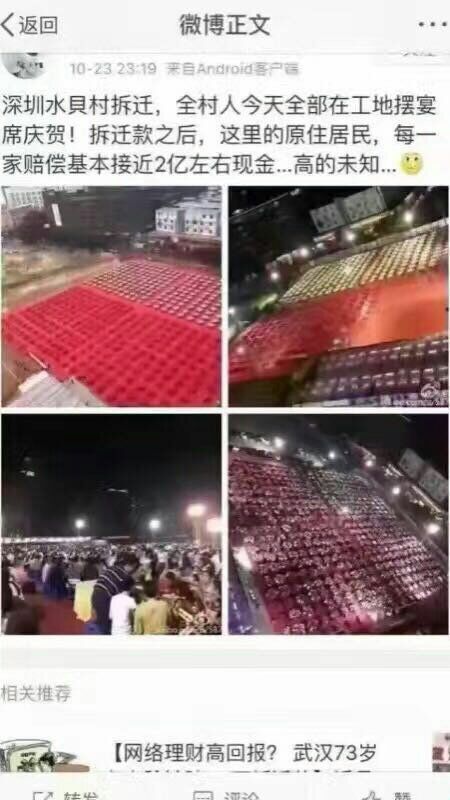 返回 微博正文
10-23 23:19 来自Android客户端
深圳水貝村拆迁，全村人今天全部在工地摆宴
席庆贺！拆迁款之后，这里的原住居民，每一
家赔偿基本接近2亿左右现金...高的未知...
相关推荐
【网络理财高回报？ 武汉73岁
转发 评论 赞